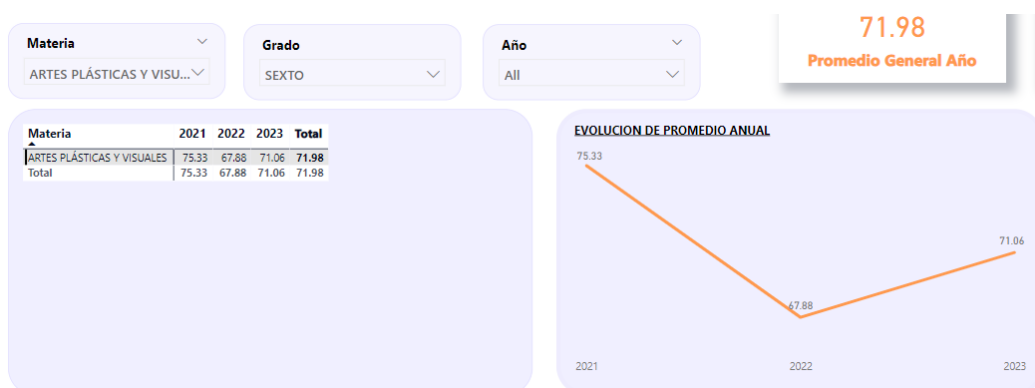 Materia
ARTES PLÁSTICAS Y VISU...
Grado
SEXTO
Año
All
71.98
Promedio General Año
Materia 2021 2022 2023 Total
ARTES PLÁSTICAS Y VISUALES 75.33 67.88 71.06 71.98
Total 75.33 67.88 71.06 71.98
EVOLUCION DE PROMEDIO ANUAL
75.33
71.06
67.88
2021 2022 2023